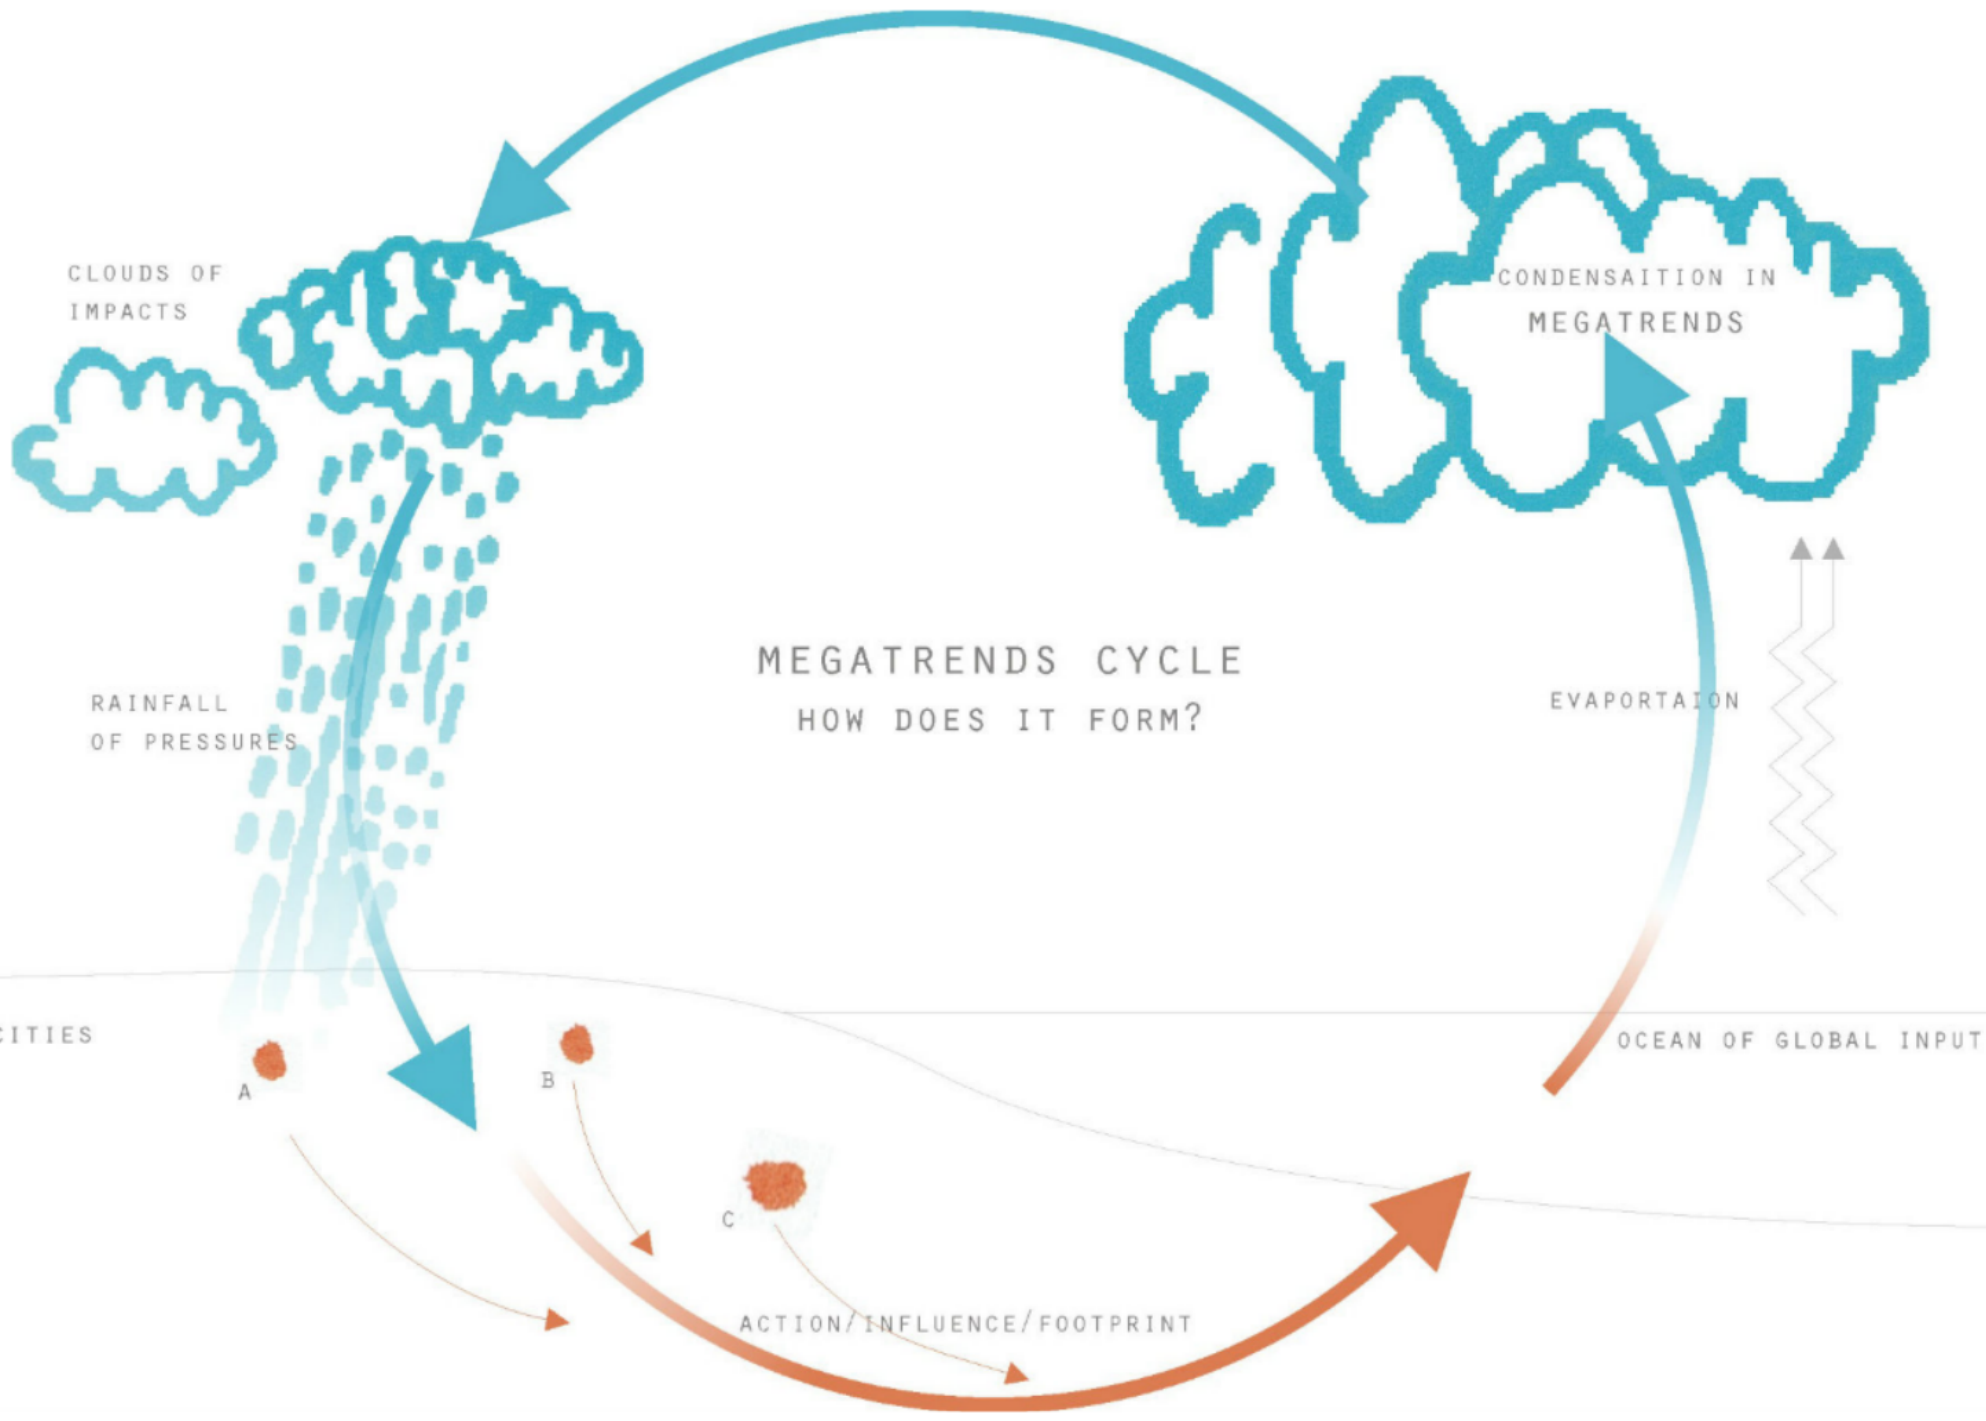 CLOUDS OF
IMPACTS
CONDENSAITION IN
MEGATRENDS
MEGATRENDS CYCLE
HOW DOES IT FORM?
RAINFALL
OF PRESSURES
EVAPORTAION
CITIES
A
B
C
OCEAN OF GLOBAL INPUT
ACTION/INFLUENCE/FOOTPRINT